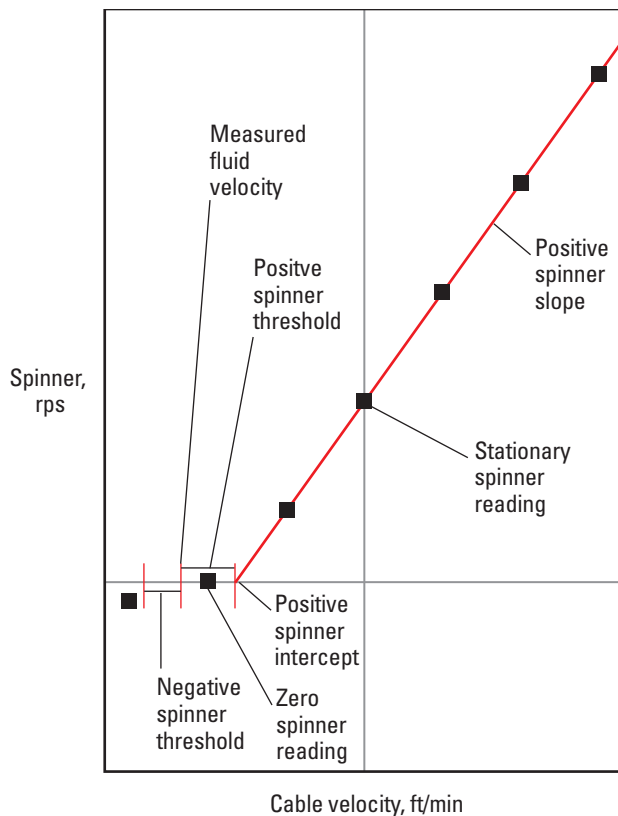 Measured
fluid
velocity
Positve
spinner
threshold
Positive
spinner
slope
Spinner,
rps
Stationary
spinner
reading
Positive
spinner
intercept
Negative
spinner
threshold
Zero
spinner
reading
Cable velocity, ft/min